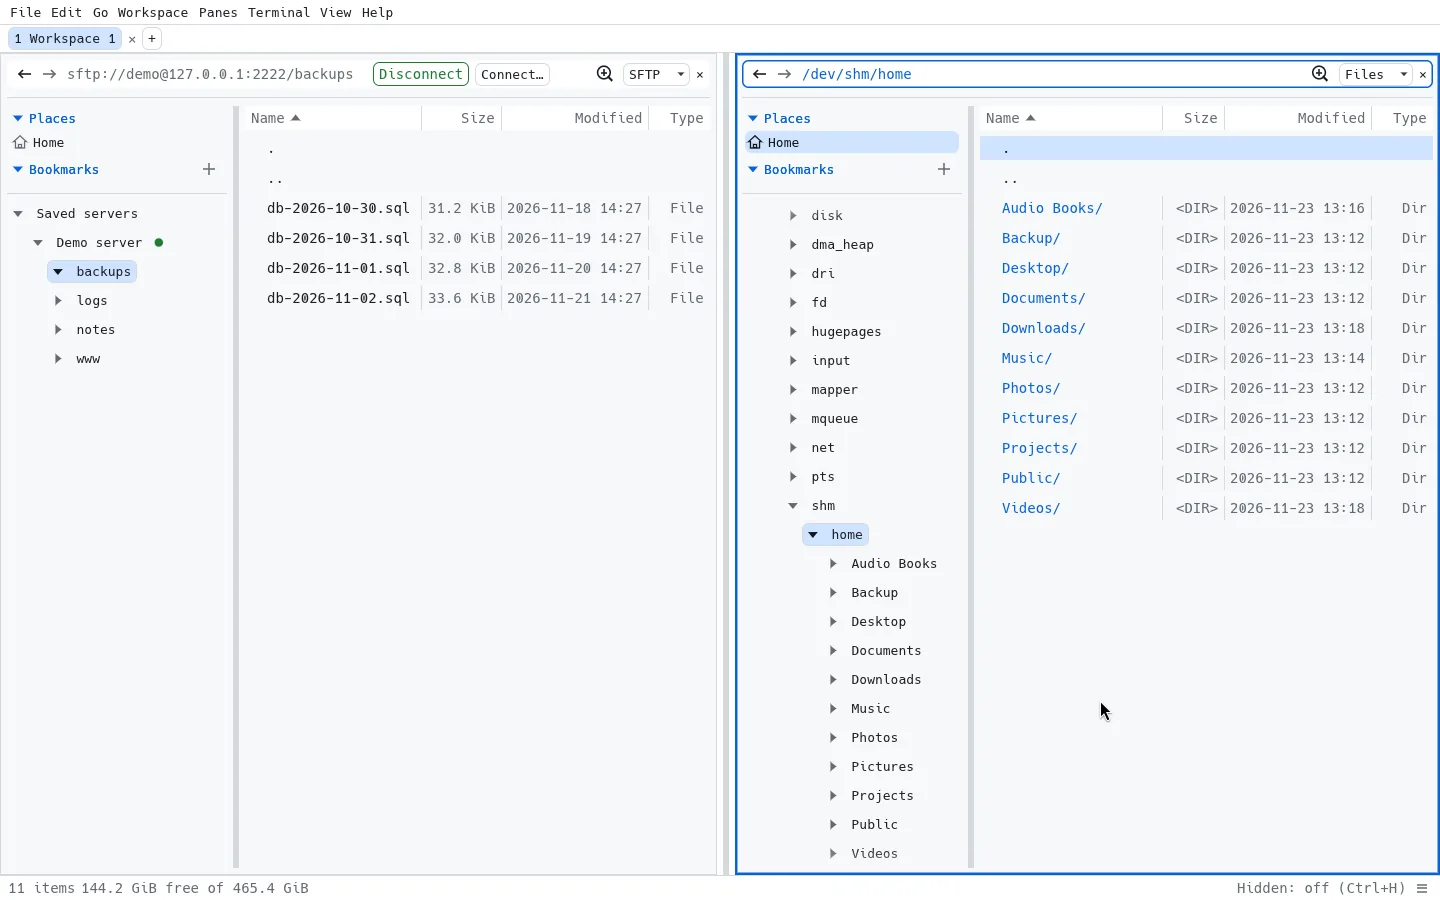 File Edit Go Workspace Panes Terminal View Help
1 Workspace 1 × +
sftp://demo@127.0.0.1:2222/backups Disconnect Connect… SFTP ×
Places
Home
Bookmarks +
Saved servers
Demo server
backups
logs
notes
www
Name Size Modified Type
.
..
db-2026-10-30.sql 31.2 KiB 2026-11-18 14:27 File
db-2026-10-31.sql 32.0 KiB 2026-11-19 14:27 File
db-2026-11-01.sql 32.8 KiB 2026-11-20 14:27 File
db-2026-11-02.sql 33.6 KiB 2026-11-21 14:27 File
/dev/shm/home Files ×
Places
Home
Bookmarks +
disk
dma_heap
dri
fd
hugepages
input
mapper
mqueue
net
pts
shm
home
Audio Books
Backup
Desktop
Documents
Downloads
Music
Photos
Pictures
Projects
Public
Videos
Name Size Modified Type
.
..
Audio Books/ <DIR> 2026-11-23 13:16 Dir
Backup/ <DIR> 2026-11-23 13:12 Dir
Desktop/ <DIR> 2026-11-23 13:12 Dir
Documents/ <DIR> 2026-11-23 13:12 Dir
Downloads/ <DIR> 2026-11-23 13:18 Dir
Music/ <DIR> 2026-11-23 13:14 Dir
Photos/ <DIR> 2026-11-23 13:12 Dir
Pictures/ <DIR> 2026-11-23 13:12 Dir
Projects/ <DIR> 2026-11-23 13:12 Dir
Public/ <DIR> 2026-11-23 13:12 Dir
Videos/ <DIR> 2026-11-23 13:18 Dir
11 items 144.2 GiB free of 465.4 GiB
Hidden: off (Ctrl+H) ≡